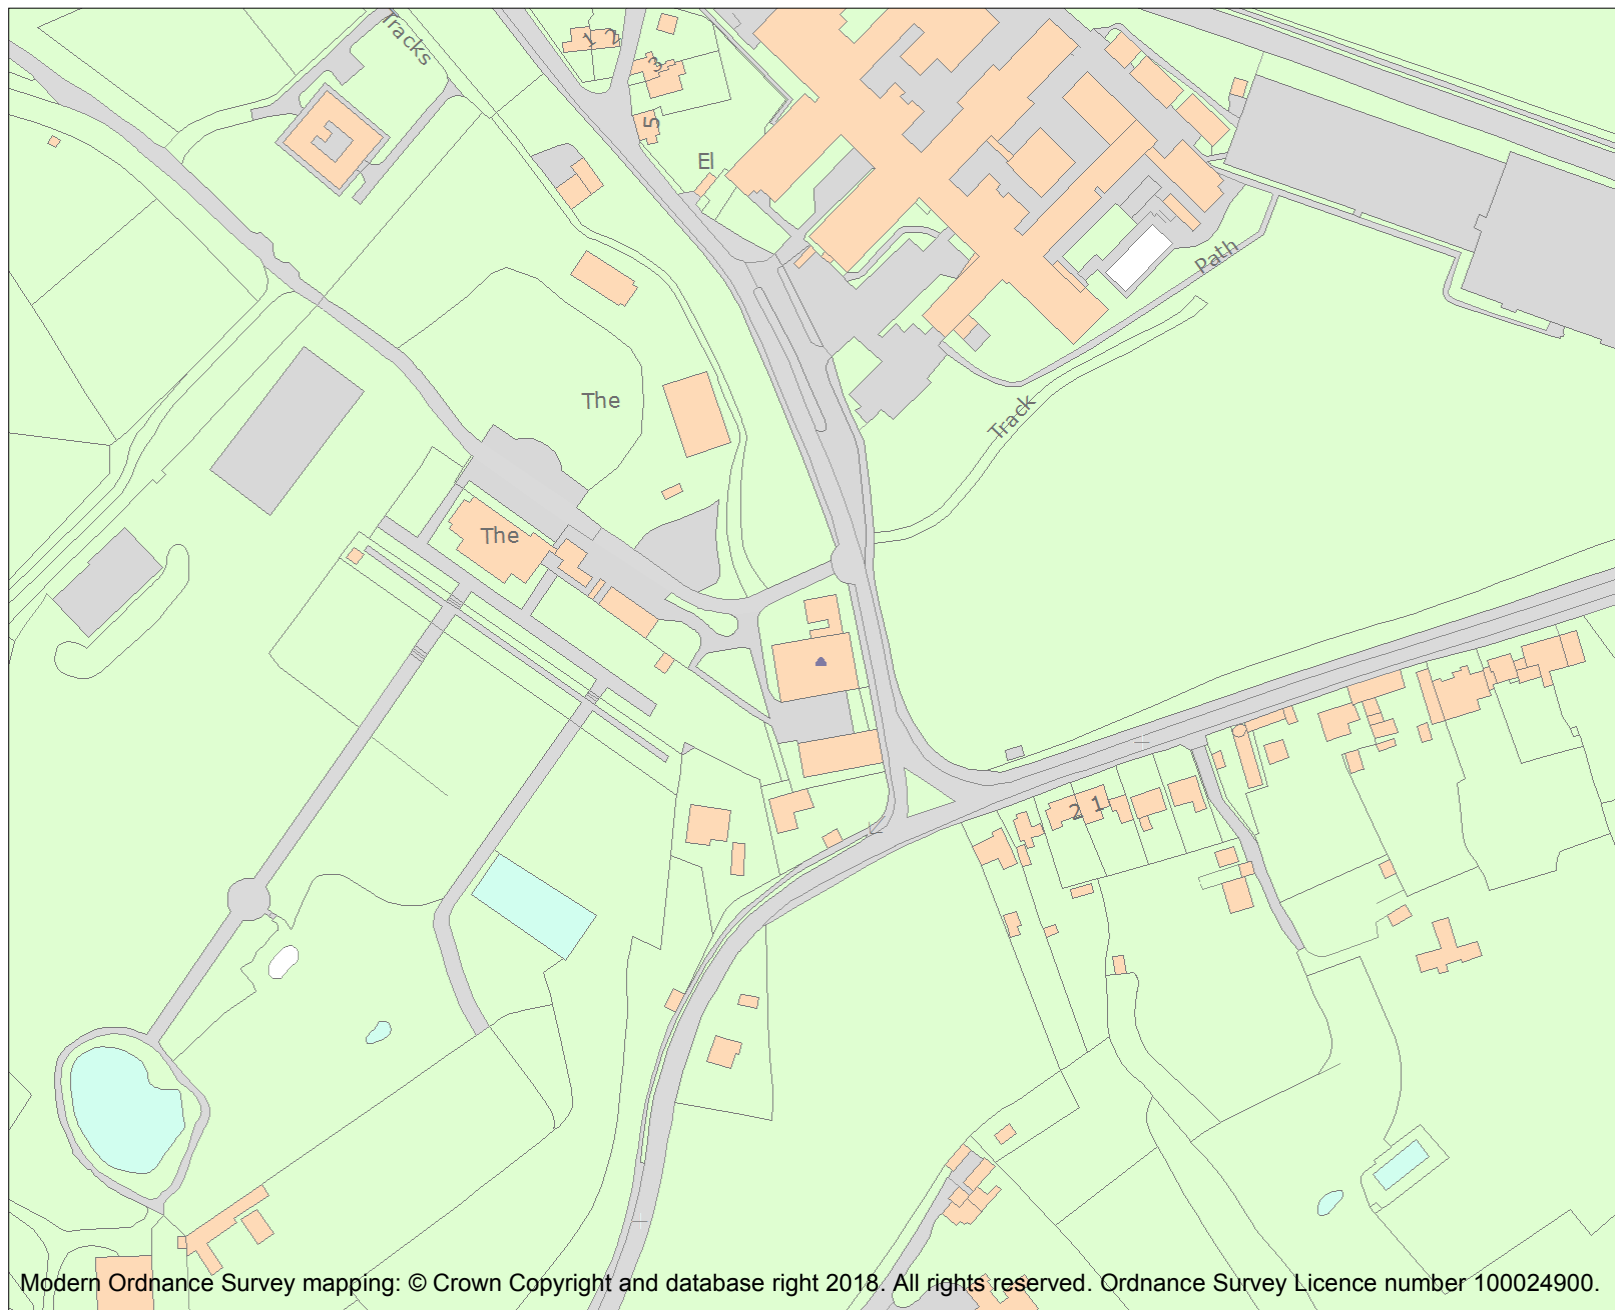 Tracks
1 2
3
5
El
Path
The
Track
The
2 1
Modern Ordnance Survey mapping: © Crown Copyright and database right 2018. All rights reserved. Ordnance Survey Licence number 100024900.